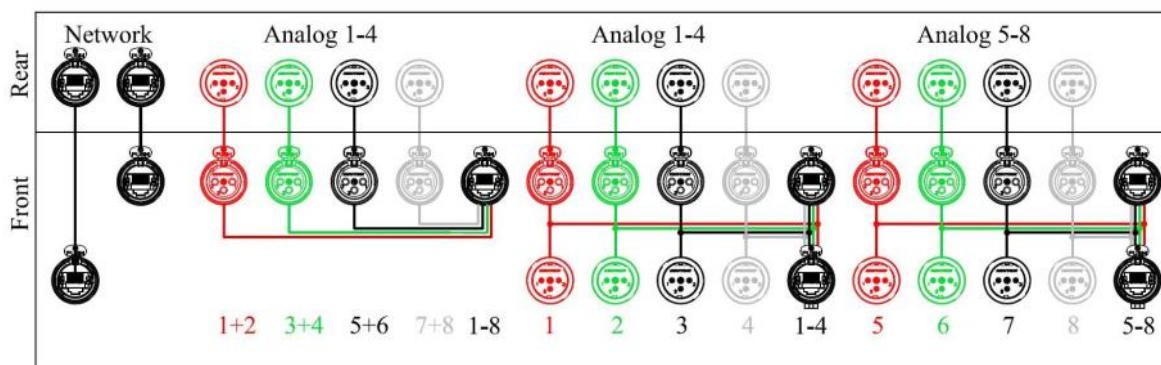 Network Analog 1-4 Analog 1-4 Analog 5-8
Rear
Front
1+2 3+4 5+6 7+8 1-8 1 2 3 4 1-4 5 6 7 8 5-8